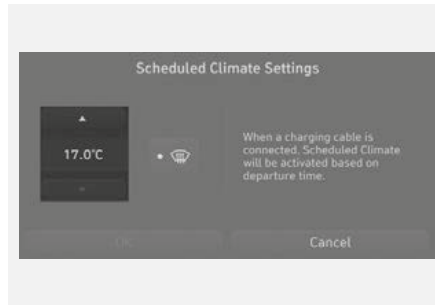 Scheduled Climate Settings
17.0°C
When a charging cable is
connected, Scheduled Climate
will be activated based on
departure time.
OK
Cancel